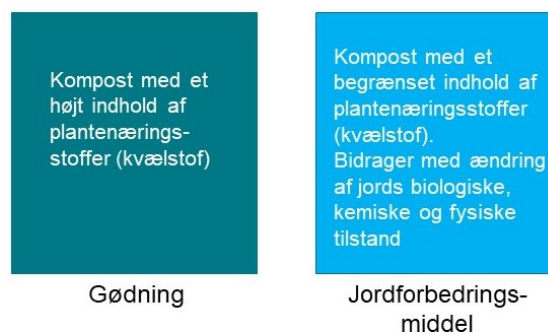 Kompost med et
højt indhold af
plantenærings-
stoffer (kvælstof)
Gødning
Kompost med et
begrænset indhold af
plantenæringsstoffer
(kvælstof).
Bidrager med ændring
af jords biologiske,
kemiske og fysiske
tilstand
Jordforbedrings-
middel